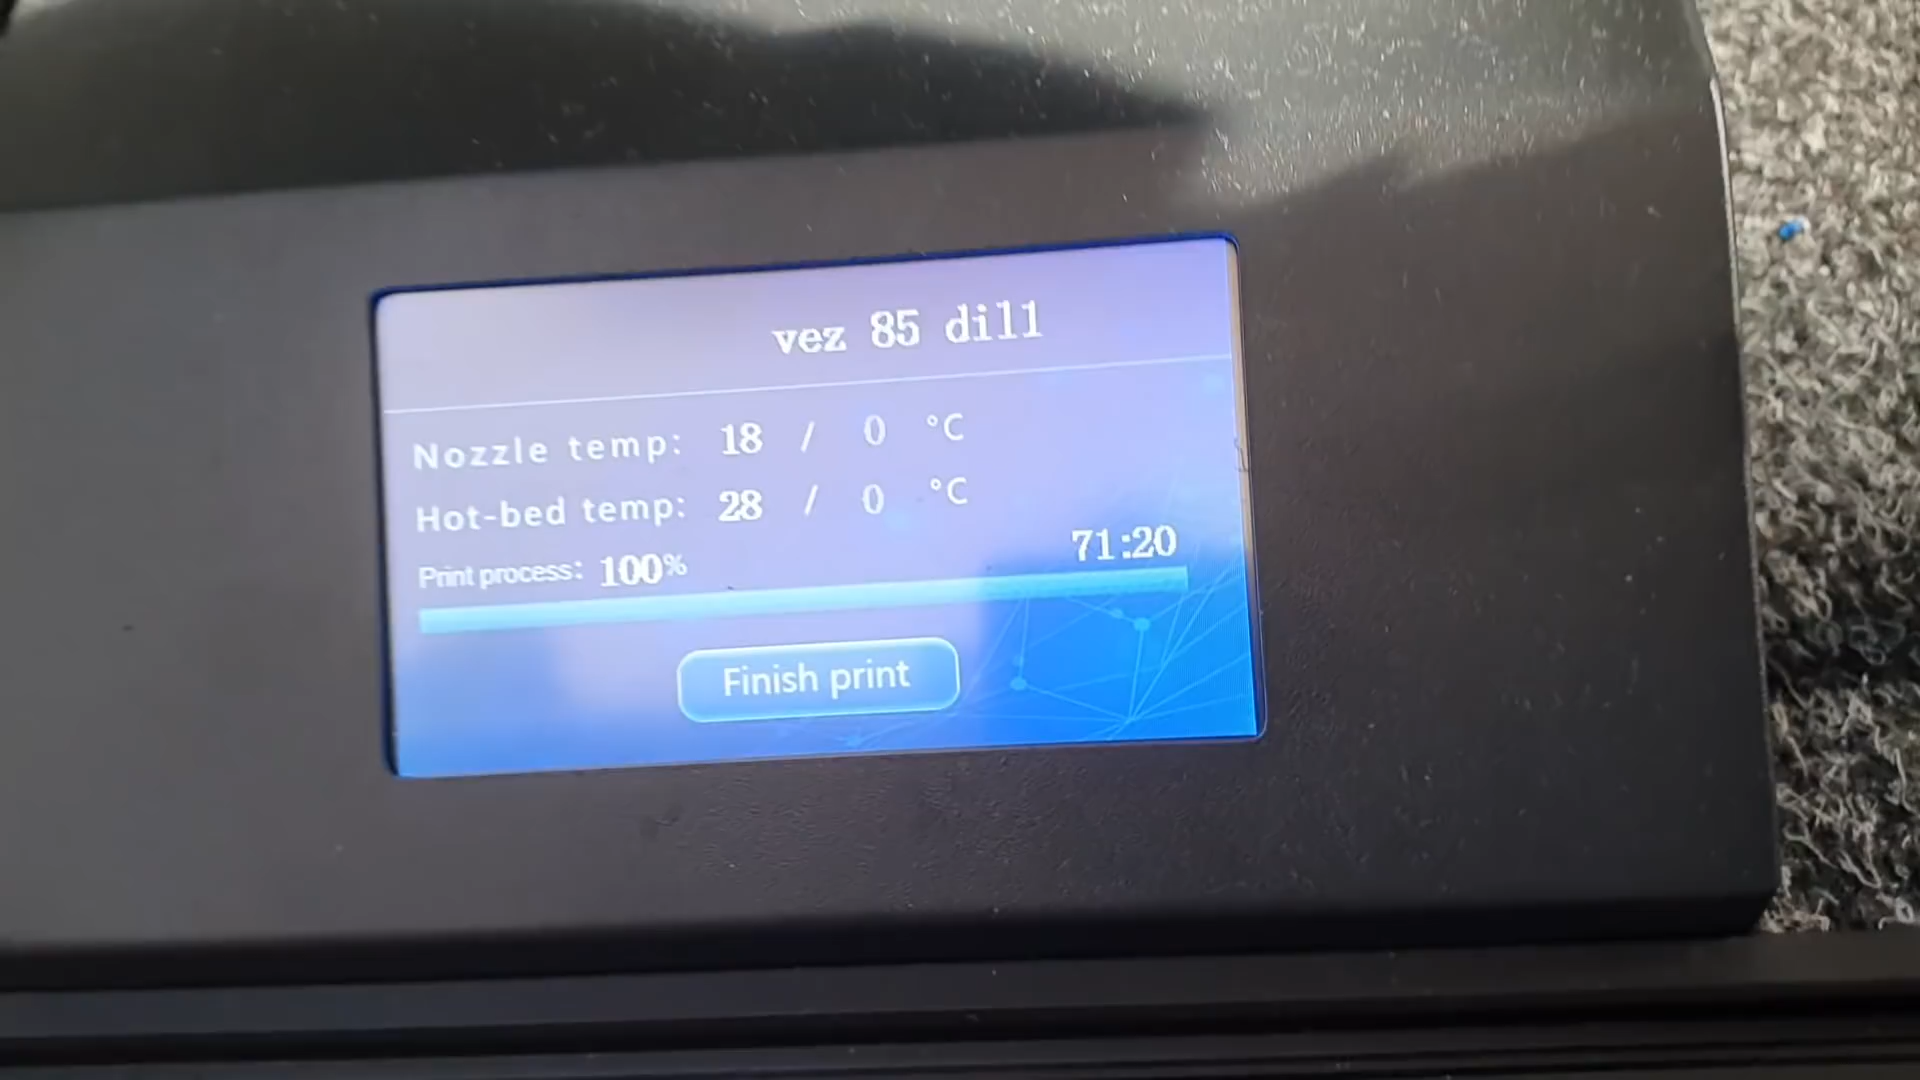 vez 85 dill
Nozzle temp: 18 / 0 °C
Hot-bed temp: 28 / 0 °C
Print process: 100% 71:20
Finish print